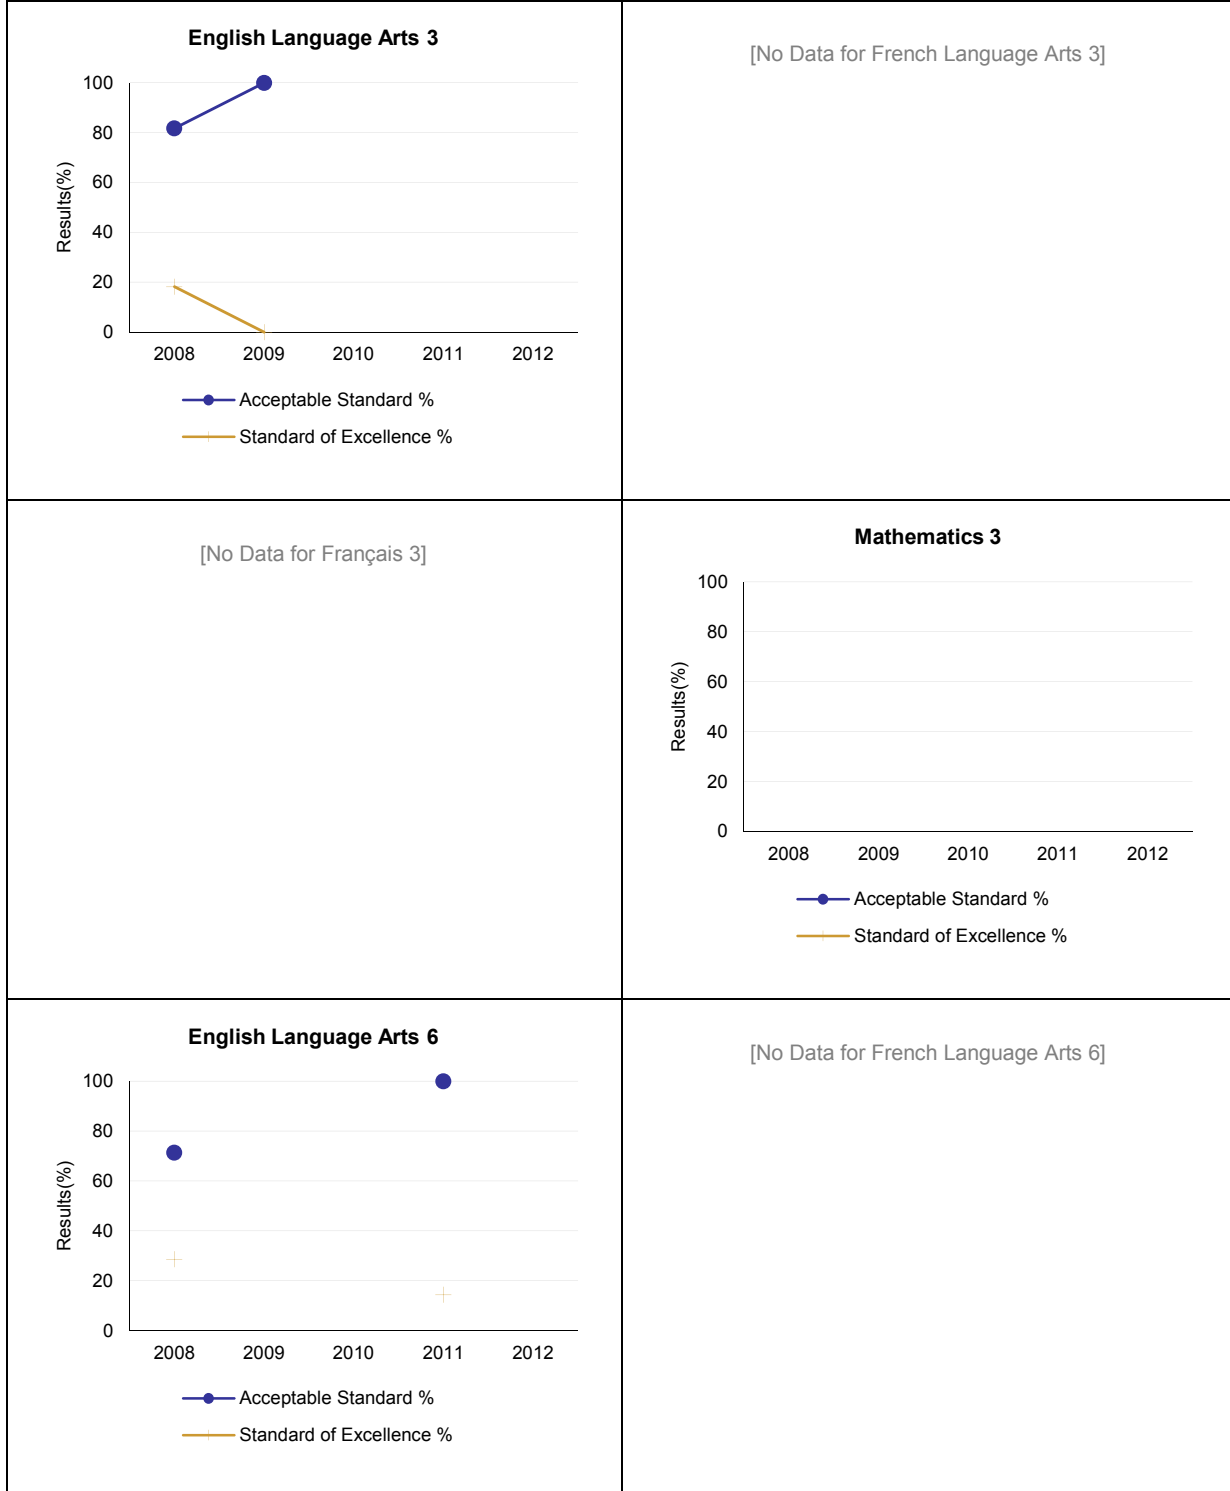 English Language Arts 3
100
80
60
40
20
0
Results(%)
2008 2009 2010 2011 2012
Acceptable Standard %
Standard of Excellence %
[No Data for French Language Arts 3]
[No Data for Français 3]
Mathematics 3
100
80
60
40
20
0
Results(%)
2008 2009 2010 2011 2012
Acceptable Standard %
Standard of Excellence %
English Language Arts 6
100
80
60
40
20
0
Results(%)
2008 2009 2010 2011 2012
Acceptable Standard %
Standard of Excellence %
[No Data for French Language Arts 6]